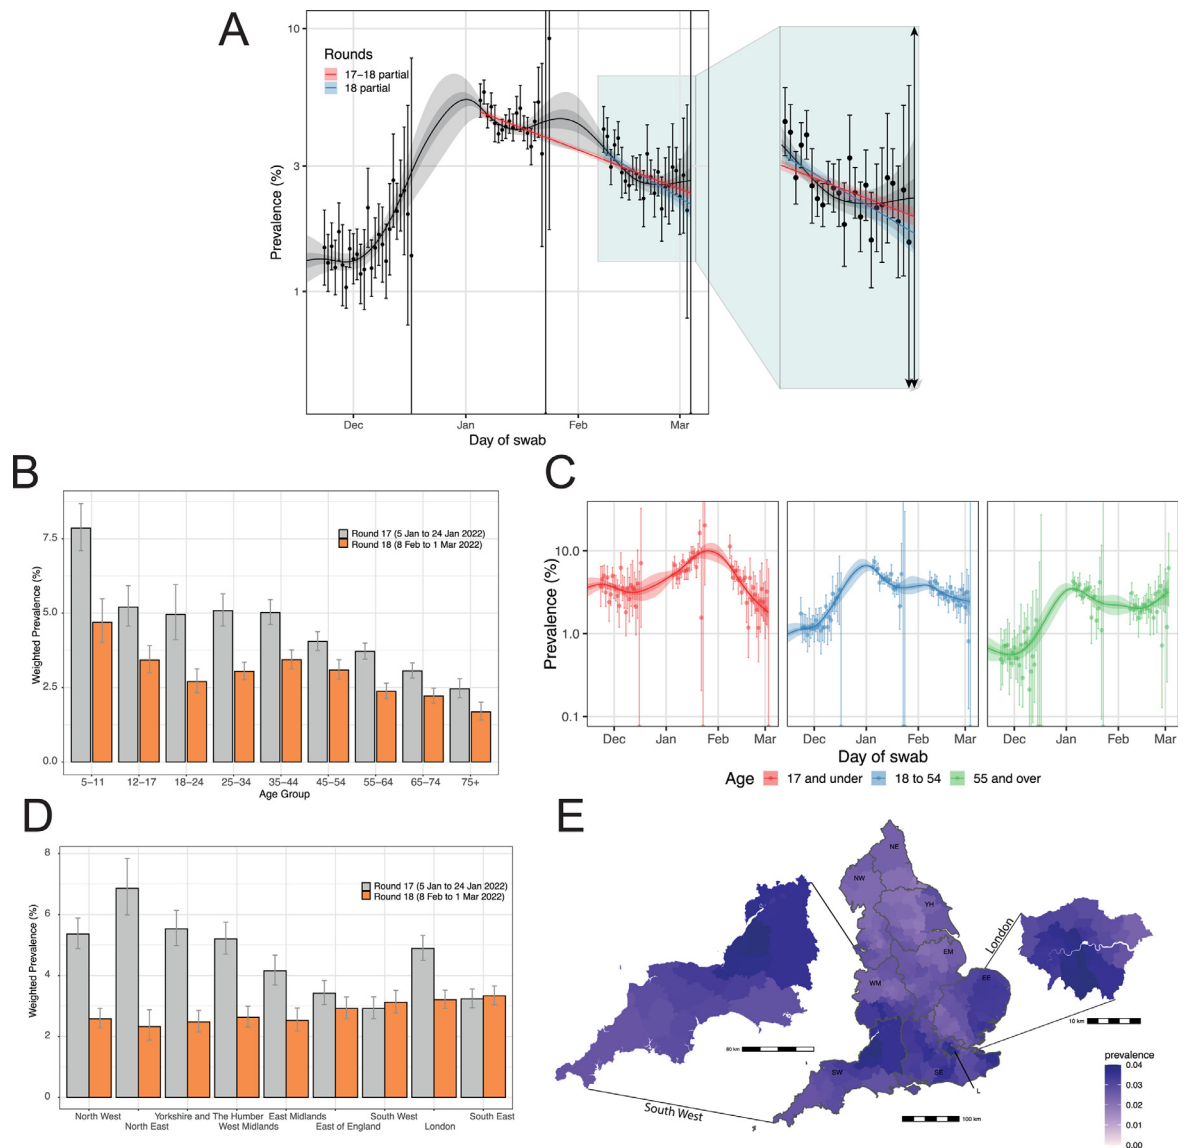 A
10
3
1
Prevalence (%)
Rounds
17–18 partial
18 partial
Dec
Jan
Feb
Mar
Day of swab
B
7.5
5.0
2.5
0.0
Weighted Prevalence (%)
Round 17 (5 Jan to 24 Jan 2022)
Round 18 (8 Feb to 1 Mar 2022)
5–11
12–17
18–24
25–34
35–44
45–54
55–64
65–74
75+
Age Group
C
10.0
1.0
0.1
Prevalence (%)
Dec Jan Feb Mar
Dec Jan Feb Mar
Dec Jan Feb Mar
Day of swab
Age 17 and under 18 to 54 55 and over
D
8
6
4
2
0
Weighted Prevalence (%)
Round 17 (5 Jan to 24 Jan 2022)
Round 18 (8 Feb to 1 Mar 2022)
North West
North East
Yorkshire and The Humber
West Midlands
East Midlands
East of England
South West
London
South East
E
NE
NW
YH
EM
WM
EE
SW
SE
L
London
South West
80 km
10 km
100 km
prevalence
0.04
0.03
0.02
0.01
0.00